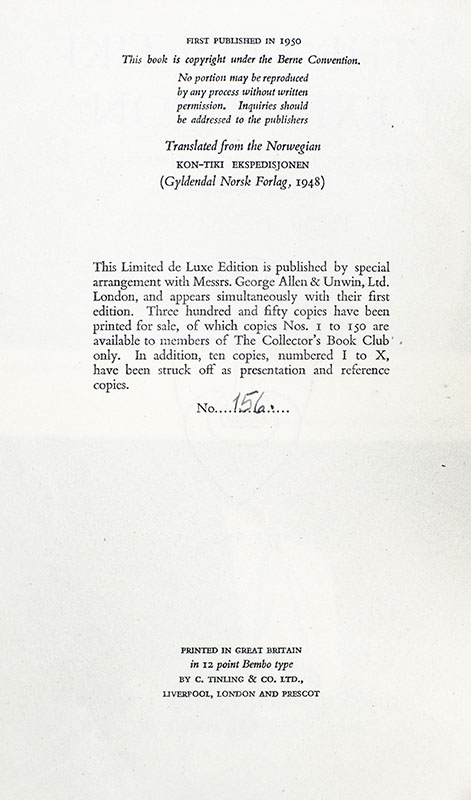 FIRST PUBLISHED IN 1950
This book is copyright under the Berne Convention.
No portion may be reproduced
by any process without written
permission. Inquiries should
be addressed to the publishers
Translated from the Norwegian
KON-TIKI EKSPEDISJONEN
(Gyldendal Norsk Forlag, 1948)
This Limited de Luxe Edition is published by special
arrangement with Messrs. George Allen & Unwin, Ltd.
London, and appears simultaneously with their first
edition. Three hundred and fifty copies have been
printed for sale, of which copies Nos. 1 to 150 are
available to members of The Collector's Book Club
only. In addition, ten copies, numbered I to X,
have been struck off as presentation and reference
copies.
No....156......
PRINTED IN GREAT BRITAIN
in 12 point Bembo type
BY C. TINLING & CO. LTD.,
LIVERPOOL, LONDON AND PRESCOT